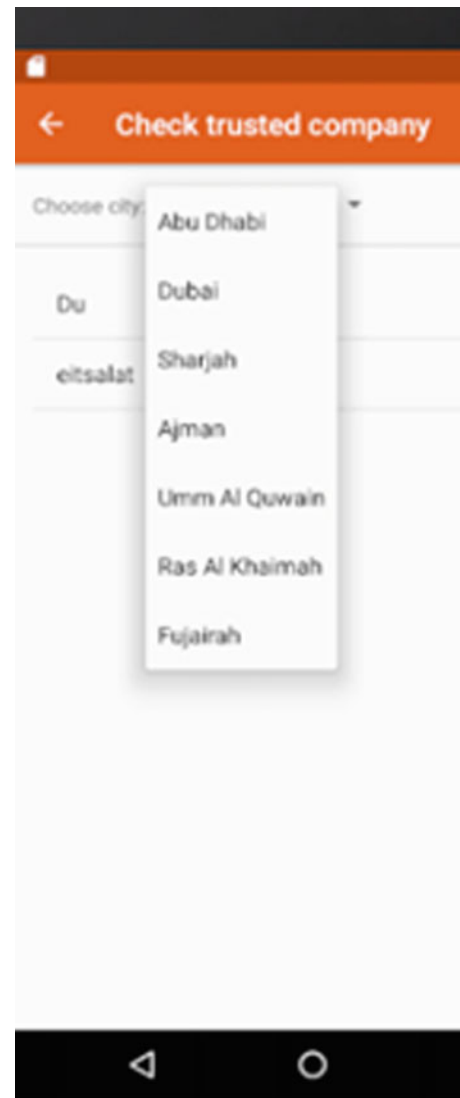 Check trusted company
Choose city:
Abu Dhabi
Dubai
Du
Sharjah
eitsalat
Ajman
Umm Al Quwain
Ras Al Khaimah
Fujairah